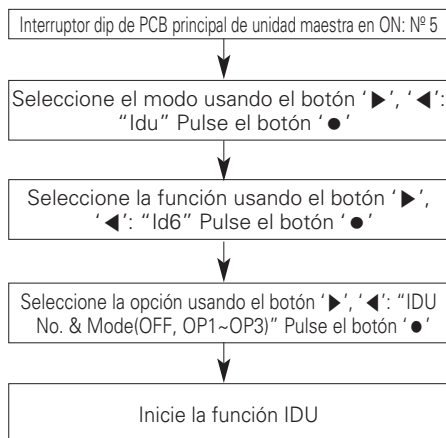 Interruptor dip de PCB principal de unidad maestra en ON: Nº 5
Seleccione el modo usando el botón ‘▶’, ‘◀’:
“Idu” Pulse el botón ‘●’
Seleccione la función usando el botón ‘▶’,
‘◀’: “Id6” Pulse el botón ‘●’
Seleccione la opción usando el botón ‘▶’, ‘◀’: “IDU
No. & Mode(OFF, OP1~OP3)” Pulse el botón ‘●’
Inicie la función IDU